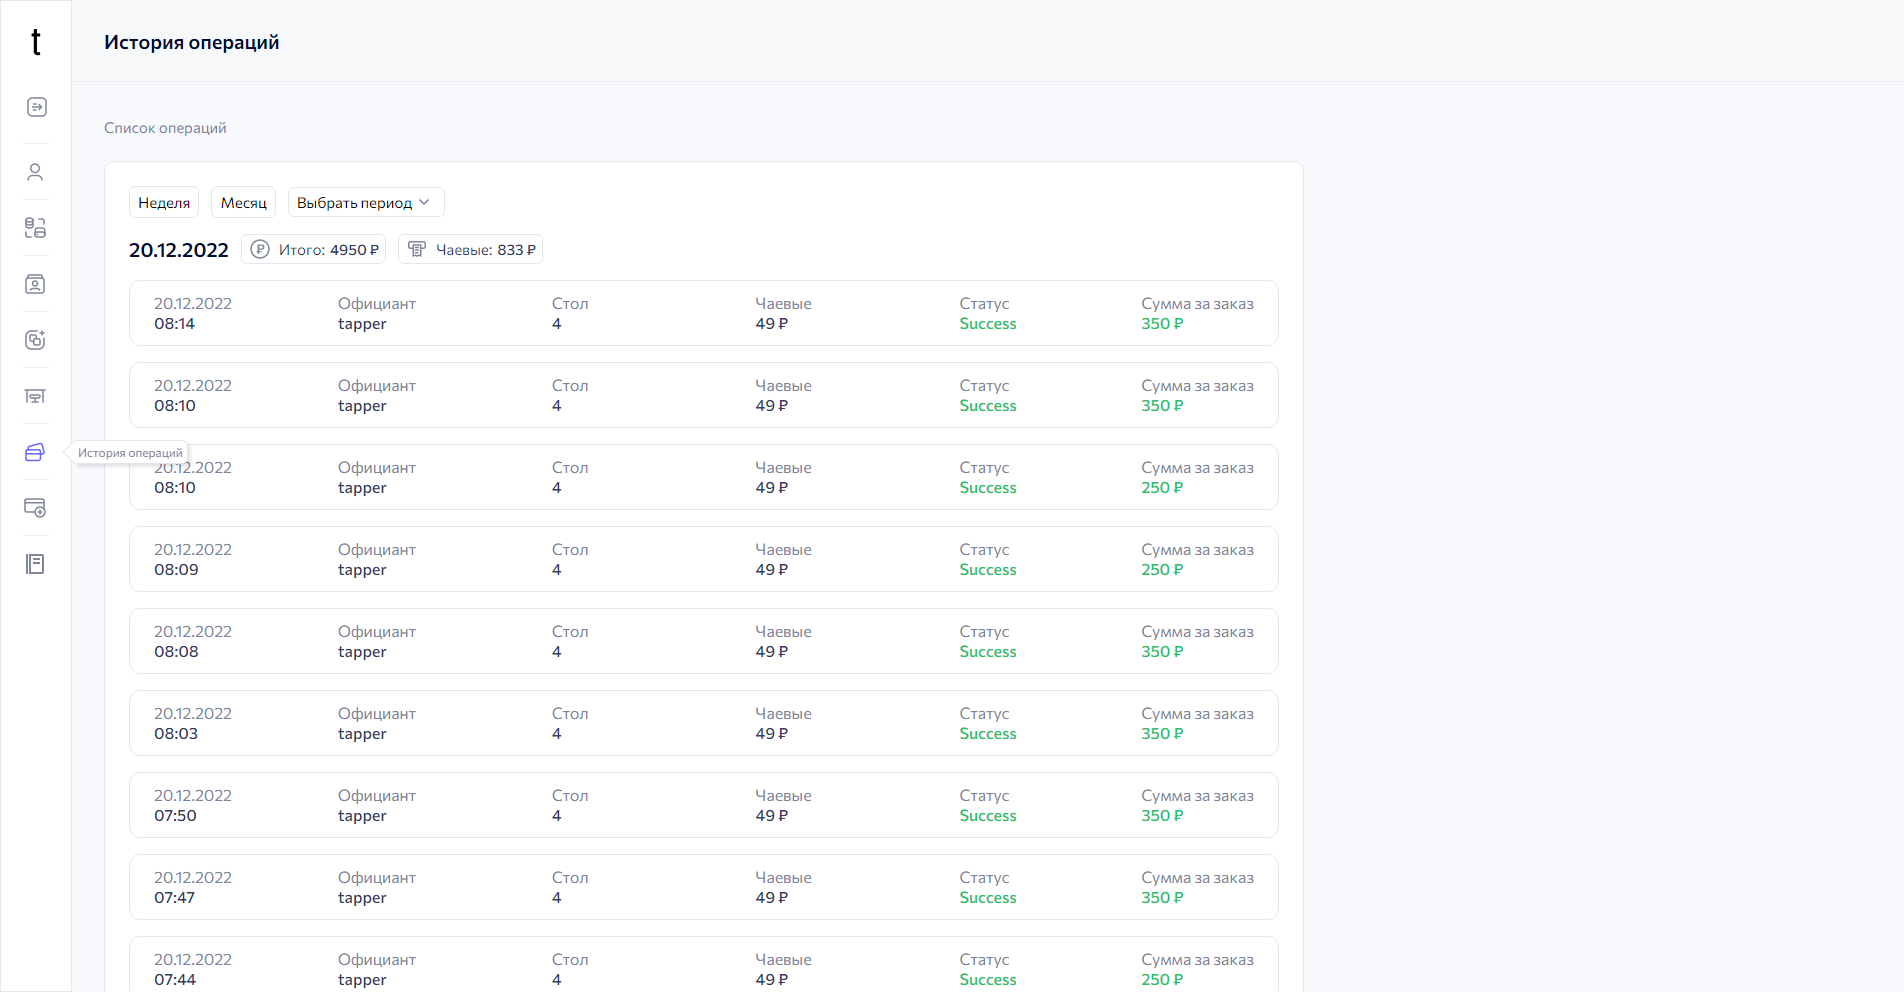 t
История операций
Список операций
Неделя Месяц Выбрать период
20.12.2022 Итого: 4950 ₽ Чаевые: 833 ₽
20.12.2022 Официант Стол Чаевые Статус Сумма за заказ
08:14 tapper 4 49 ₽ Success 350 ₽
20.12.2022 Официант Стол Чаевые Статус Сумма за заказ
08:10 tapper 4 49 ₽ Success 350 ₽
История операций
20.12.2022 Официант Стол Чаевые Статус Сумма за заказ
08:10 tapper 4 49 ₽ Success 250 ₽
20.12.2022 Официант Стол Чаевые Статус Сумма за заказ
08:09 tapper 4 49 ₽ Success 250 ₽
20.12.2022 Официант Стол Чаевые Статус Сумма за заказ
08:08 tapper 4 49 ₽ Success 350 ₽
20.12.2022 Официант Стол Чаевые Статус Сумма за заказ
08:03 tapper 4 49 ₽ Success 350 ₽
20.12.2022 Официант Стол Чаевые Статус Сумма за заказ
07:50 tapper 4 49 ₽ Success 350 ₽
20.12.2022 Официант Стол Чаевые Статус Сумма за заказ
07:47 tapper 4 49 ₽ Success 350 ₽
20.12.2022 Официант Стол Чаевые Статус Сумма за заказ
07:44 tapper 4 49 ₽ Success 250 ₽